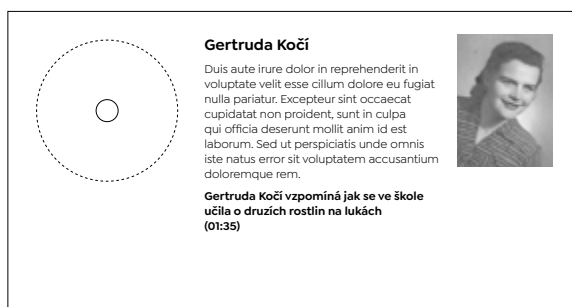 Gertruda Kočí
Duis aute irure dolor in reprehenderit in
voluptate velit esse cillum dolore eu fugiat
nulla pariatur. Excepteur sint occaecat
cupidatat non proident, sunt in culpa
qui officia deserunt mollit anim id est
laborum. Sed ut perspiciatis unde omnis
iste natus error sit voluptatem accusantium
doloremque rem.
Gertruda Kočí vzpomíná jak se ve škole
učila o druzích rostlin na lukách
(01:35)